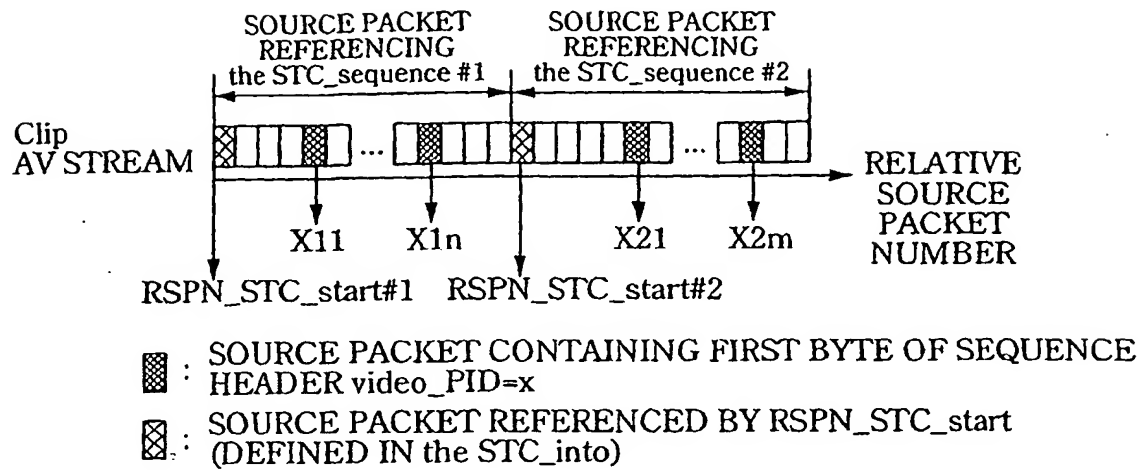 SOURCE PACKET
REFERENCING
the STC_sequence #1
SOURCE PACKET
REFERENCING
the STC_sequence #2
Clip
AV STREAM
...
...
RELATIVE
SOURCE
PACKET
NUMBER
X11
X1n
X21
X2m
RSPN_STC_start#1
RSPN_STC_start#2
: SOURCE PACKET CONTAINING FIRST BYTE OF SEQUENCE
HEADER video_PID=x
: SOURCE PACKET REFERENCED BY RSPN_STC_start
(DEFINED IN the STC_into)